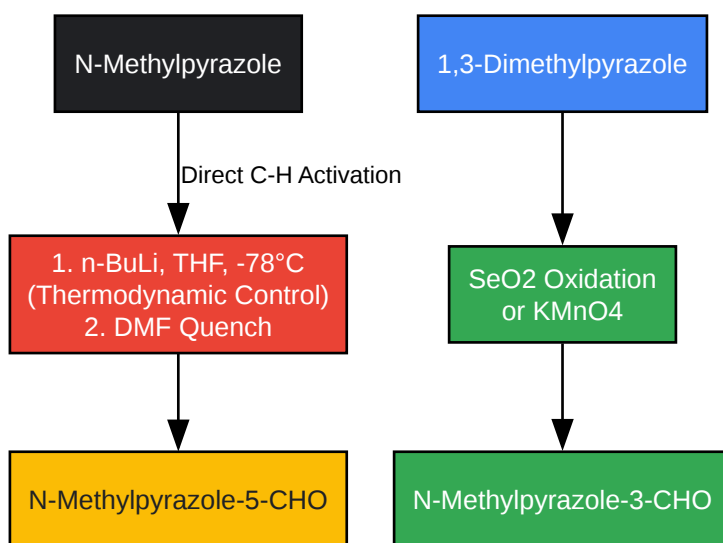 N-Methylpyrazole
1,3-Dimethylpyrazole
Direct C-H Activation
1. n-BuLi, THF, -78°C
(Thermodynamic Control)
2. DMF Quench
SeO2 Oxidation
or KMnO4
N-Methylpyrazole-5-CHO
N-Methylpyrazole-3-CHO